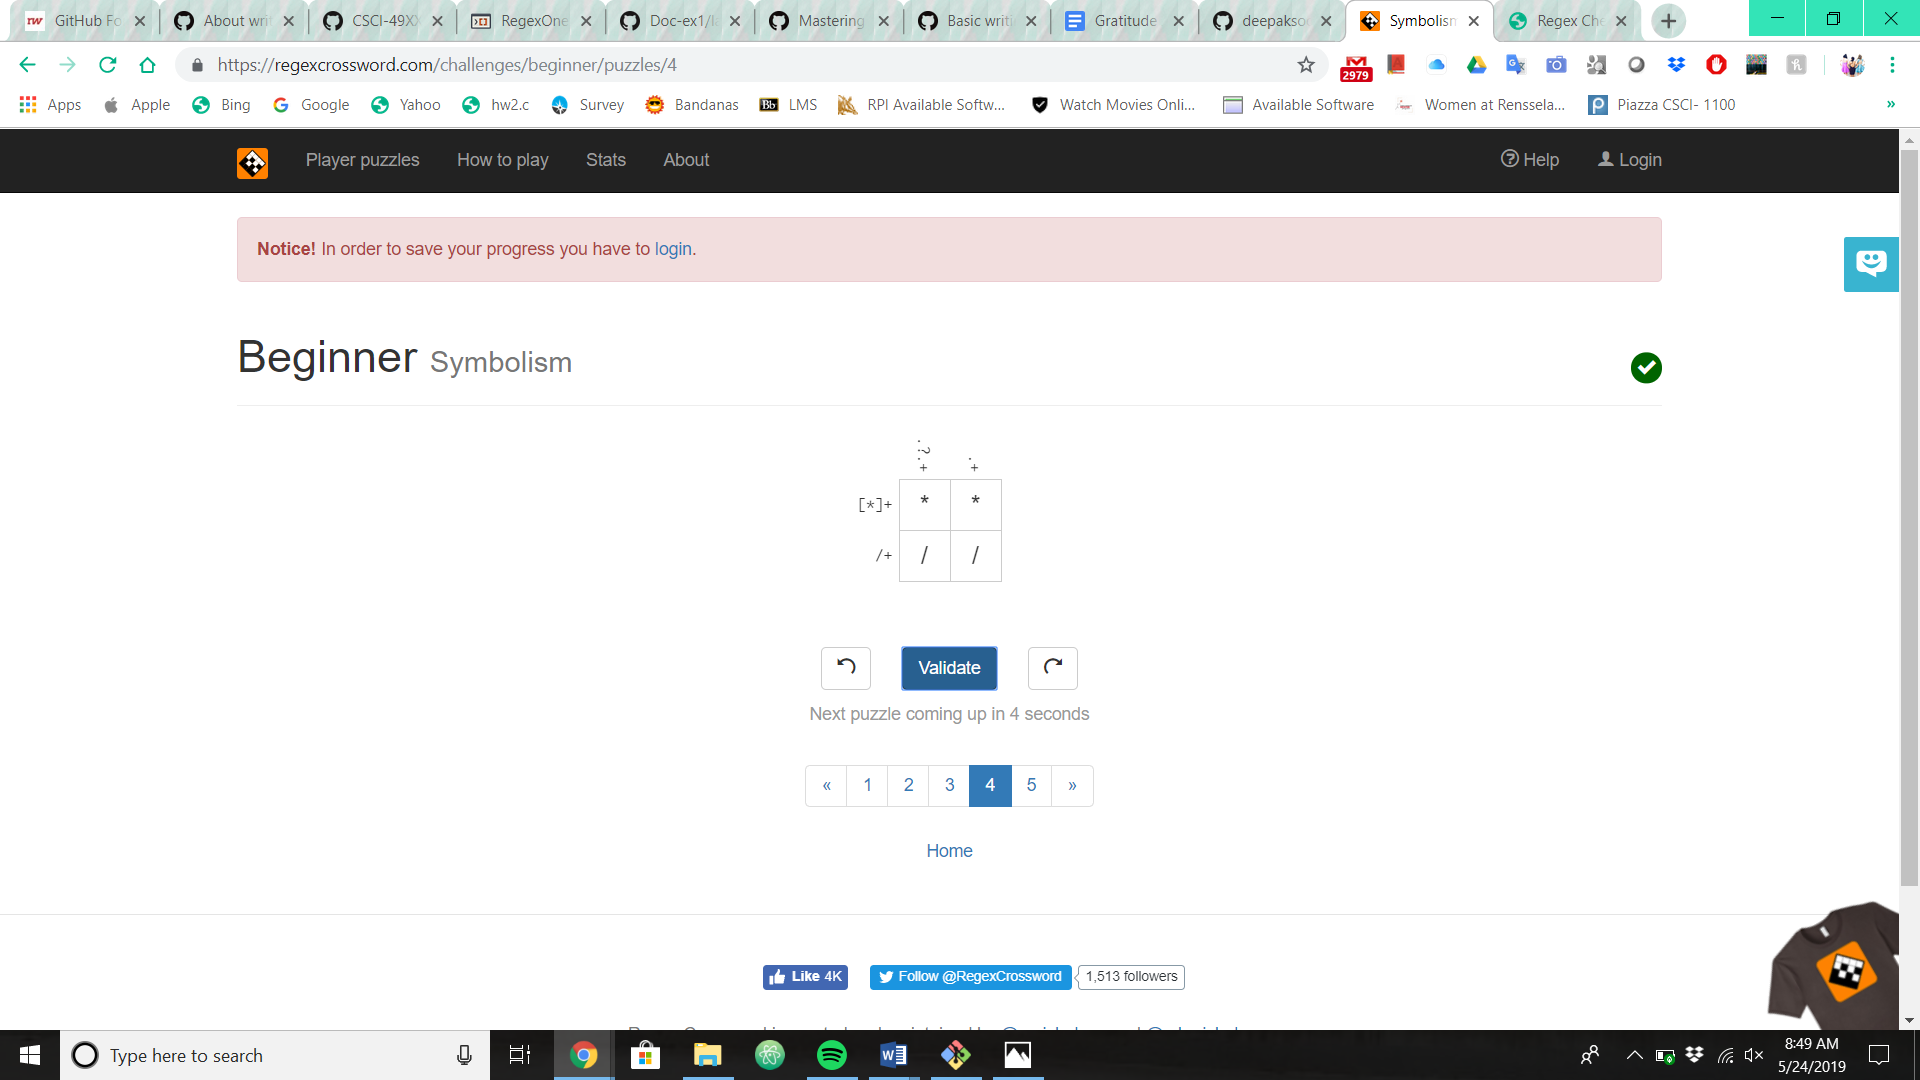 GitHub Fo
About writ
CSCI-49XX
RegexOne
Doc-ex1/la
Mastering
Basic writi
Gratitude
deepaksoo
Symbolism
Regex Che
https://regexcrossword.com/challenges/beginner/puzzles/4
2979
Apps Apple Bing Google Yahoo hw2.c Survey Bandanas Bb LMS RPI Available Softw... Watch Movies Onli... Available Software Women at Renssela... Piazza CSCI- 1100 »
Player puzzles How to play Stats About Help Login
Notice! In order to save your progress you have to login.
Beginner Symbolism
.?.+ .+
[*]+ * *
/+ / /
Validate
Next puzzle coming up in 4 seconds
« 1 2 3 4 5 »
Home
Like 4K Follow @RegexCrossword 1,513 followers
Type here to search
8:49 AM
5/24/2019